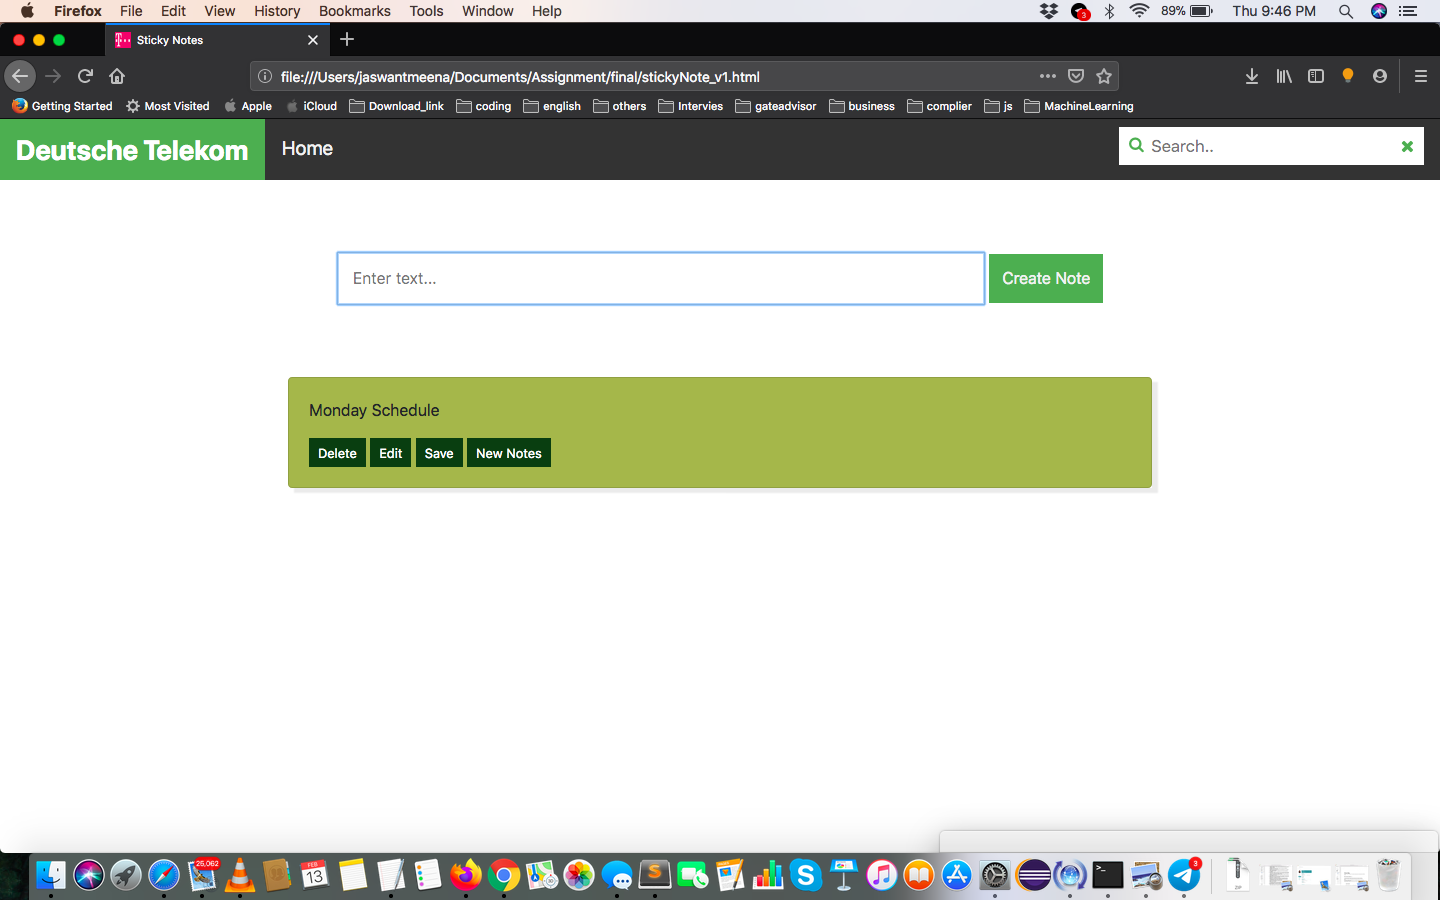 Firefox File Edit View History Bookmarks Tools Window Help 3 89% Thu 9:46 PM
Sticky Notes
file:///Users/jaswantmeena/Documents/Assignment/final/stickyNote_v1.html
Getting Started Most Visited Apple iCloud Download_link coding english others Intervies gateadvisor business complier js MachineLearning
Deutsche Telekom Home Search..
Enter text... Create Note
Monday Schedule
Delete Edit Save New Notes
26,062 FEB 13 3
ZIP